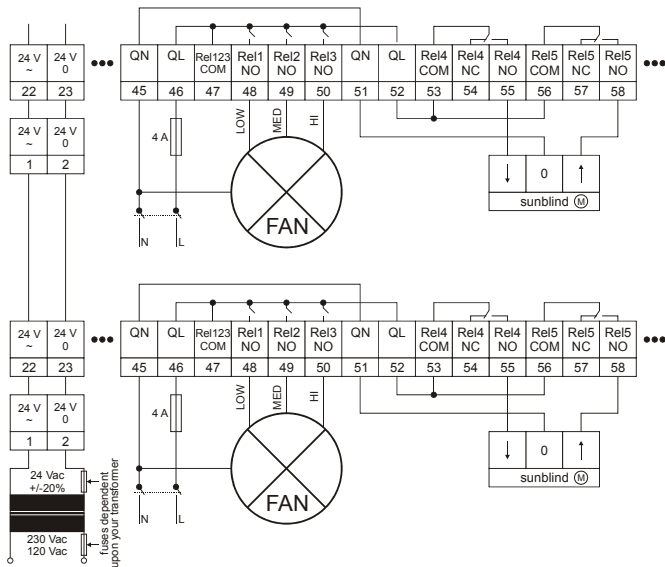 24 V 24 V ••• QN QL Rel123 Rel1 Rel2 Rel3 QN QL Rel4 Rel4 Rel4 Rel5 Rel5 Rel5 •••
~ 0 COM NO NO NO COM NC NO COM NC NO
22 23 45 46 47 48 49 50 51 52 53 54 55 56 57 58
24 V 24 V
~ 0
1 2
4 A
LOW
MED
HI
FAN
N L
↓ 0 ↑
sunblind M
24 V 24 V ••• QN QL Rel123 Rel1 Rel2 Rel3 QN QL Rel4 Rel4 Rel4 Rel5 Rel5 Rel5 •••
~ 0 COM NO NO NO COM NC NO COM NC NO
22 23 45 46 47 48 49 50 51 52 53 54 55 56 57 58
24 V 24 V
~ 0
1 2
4 A
LOW
MED
HI
FAN
N L
↓ 0 ↑
sunblind M
24 Vac
+/-20%
230 Vac
120 Vac
fuses dependent
upon your transformer